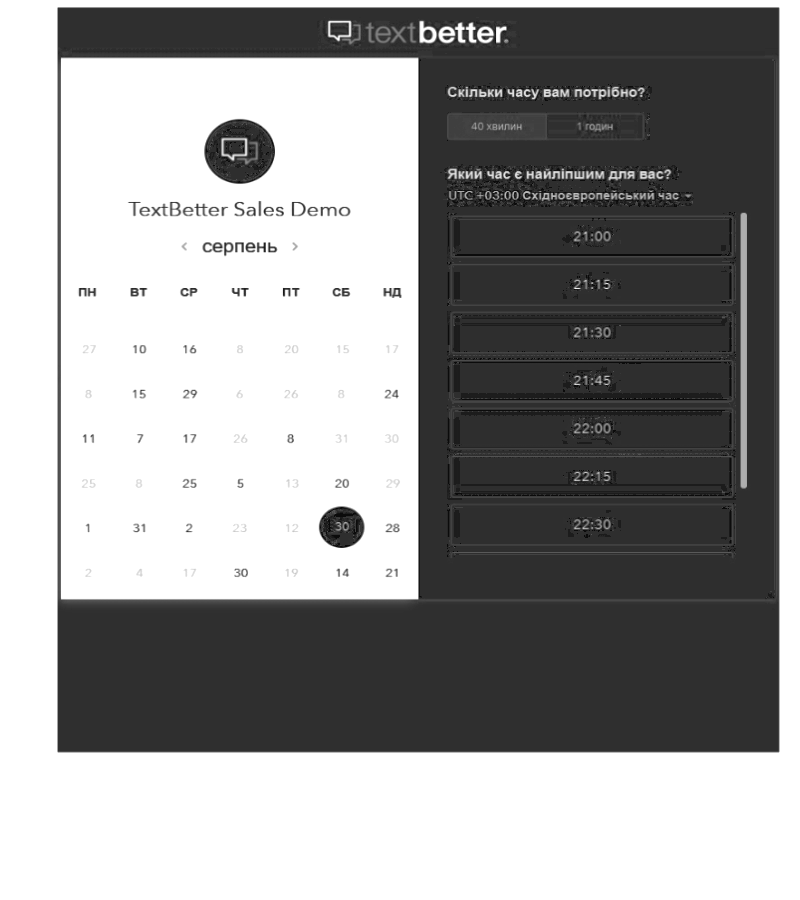 textbetter.
TextBetter Sales Demo
‹ серпень ›
ПН ВТ СР ЧТ ПТ СБ НД
27 10 16 8 20 15 17
8 15 29 6 26 8 24
11 7 17 26 8 31 30
25 8 25 5 13 20 29
1 31 2 23 12 30 28
2 4 17 30 19 14 21
Скільки часу вам потрібно?
40 хвилин 1 годин
Який час є найліпшим для вас?
UTC +03:00 Східноєвропейський час
21:00
21:15
21:30
21:45
22:00
22:15
22:30